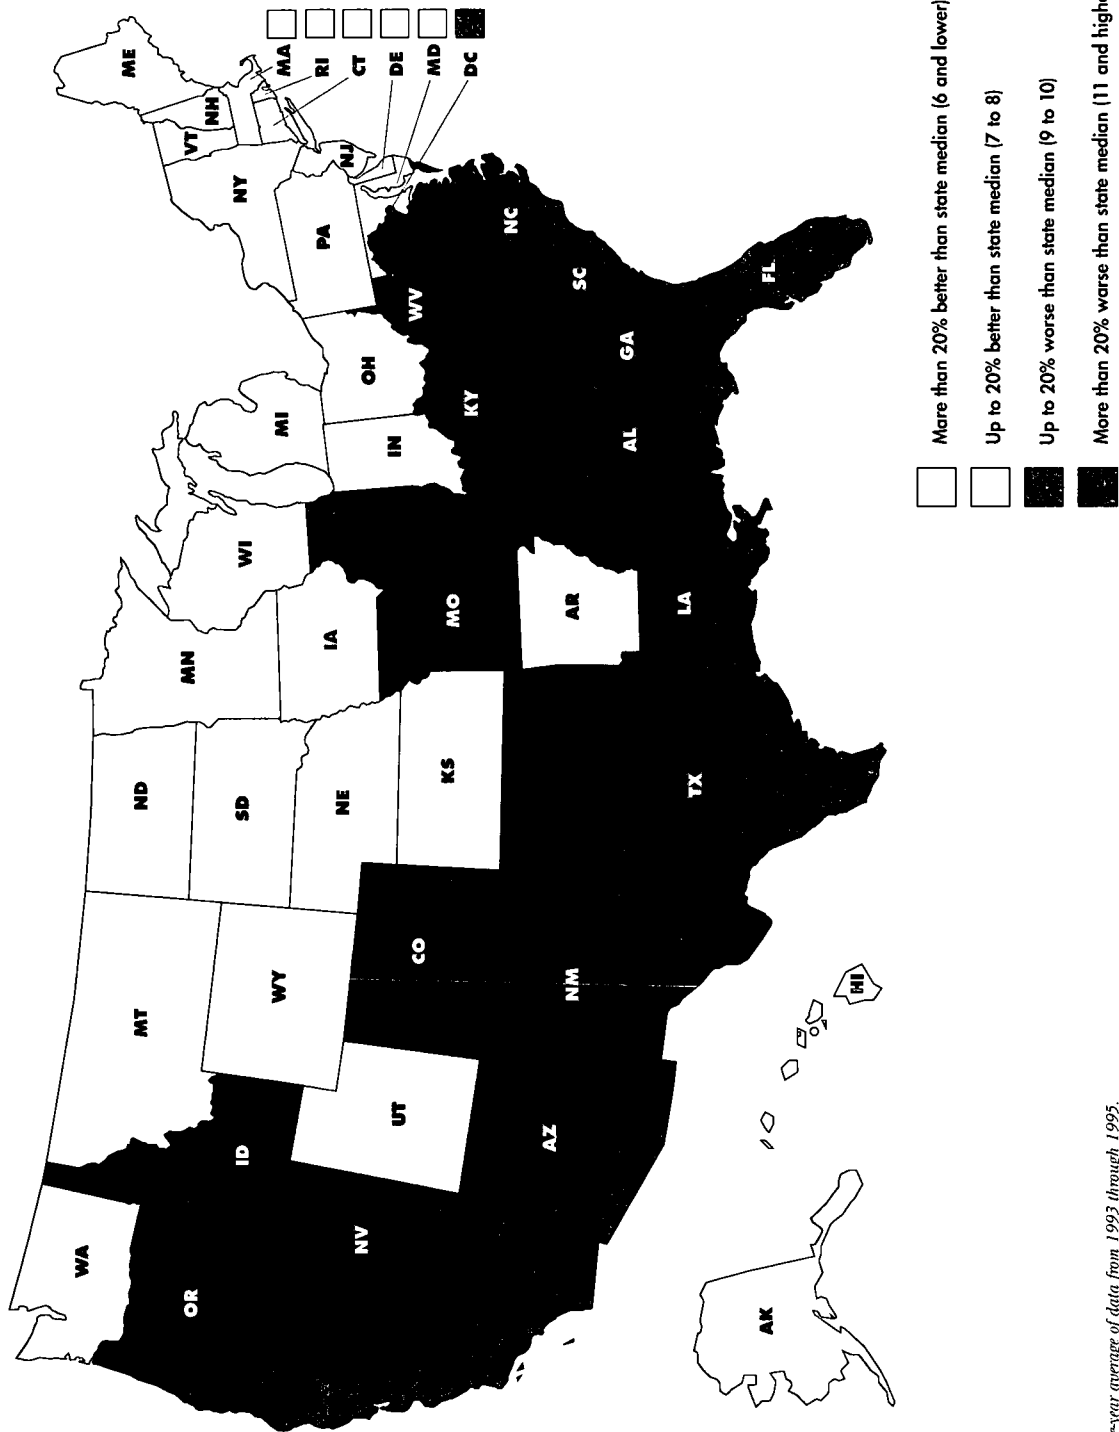 WA
OR
ID
NV
MT
WY
UT
AZ
CO
NM
ND
SD
NE
KS
TX
MN
IA
MO
AR
LA
WI
MI
IN
OH
KY
WV
AL
GA
SC
NC
FL
PA
NY
VT
NH
ME
NJ
MA
RI
CT
DE
MD
DC
AK
HI
Mare than 20% better than state median (6 and lower)
Up to 20% better than state median (7 to 8)
Up to 20% worse than state median (9 to 10)
More than 20% warse than state median (11 and highe
-year average of data from 1993 through 1995.